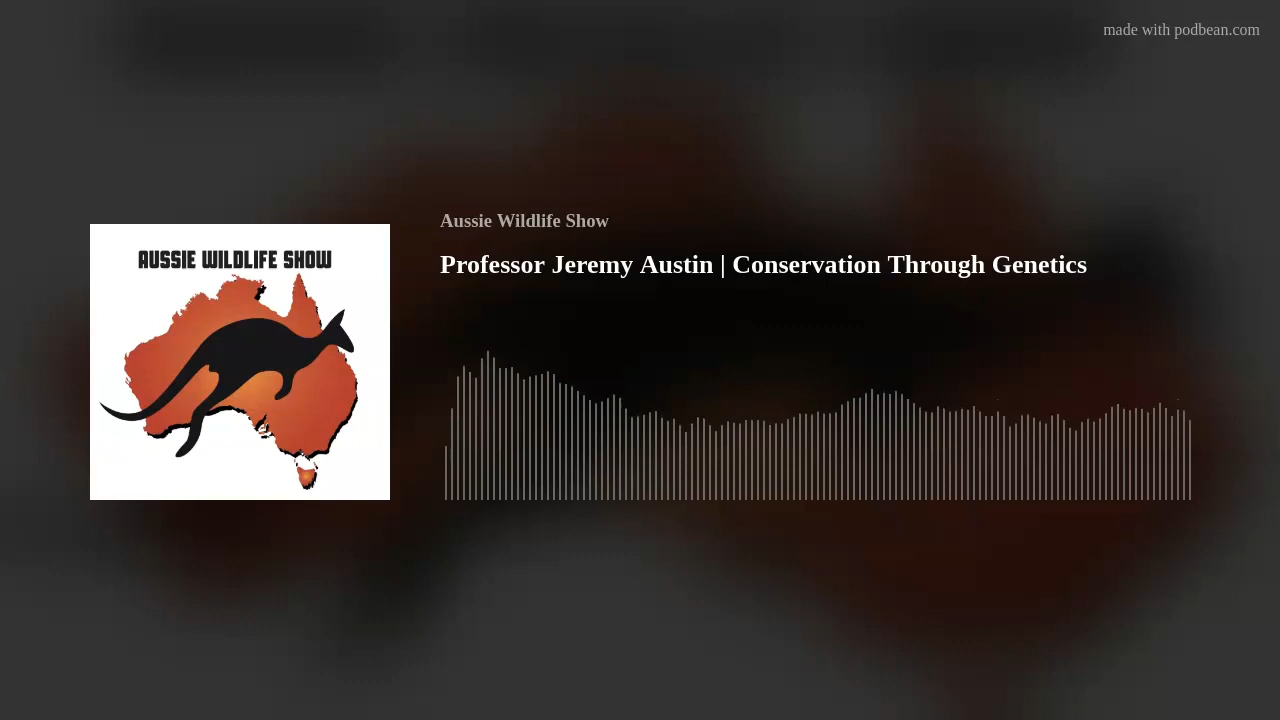 made with podbean.com
Aussie Wildlife Show
Professor Jeremy Austin | Conservation Through Genetics
AUSSIE WILDLIFE SHOW